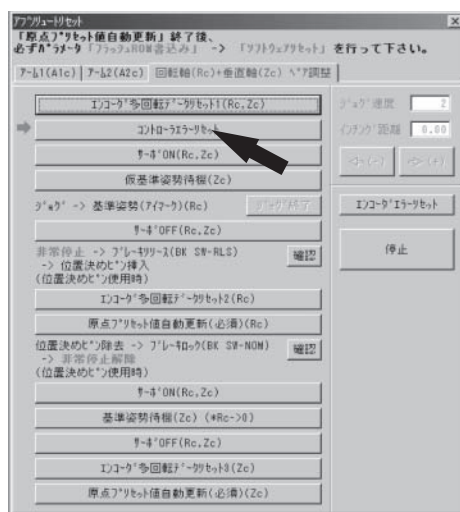 アブソリュートリセット
「原点プリセット値自動更新」終了後、
必ずパラメータ「フラッシュROM書込み」 -> 「ソフトウェアリセット」 を行って下さい。
アーム1(A1c) アーム2(A2c) 回転軸(Rc)+垂直軸(Zc) ペア調整
エンコーダ多回転データリセット1(Rc,Zc)
コントローラエラーリセット
サーボON(Rc,Zc)
仮基準姿勢待機(Zc)
ジョグ -> 基準姿勢(アイマーク)(Rc) ジョグ終了
サーボOFF(Rc,Zc)
非常停止 -> ブレーキリリース(BK SW-RLS)
-> 位置決めピン挿入
(位置決めピン使用時)
確認
エンコーダ多回転データリセット2(Rc)
原点プリセット値自動更新(必須)(Rc)
位置決めピン除去 -> ブレーキロック(BK SW-NOM)
-> 非常停止解除
(位置決めピン使用時)
確認
サーボON(Rc,Zc)
基準姿勢待機(Zc) (*Rc->0)
サーボOFF(Rc,Zc)
エンコーダ多回転データリセット3(Zc)
原点プリセット値自動更新(必須)(Zc)
ジョグ速度 2
インチング距離 0.00
<-(-) ->(+)
エンコーダエラーリセット
停止